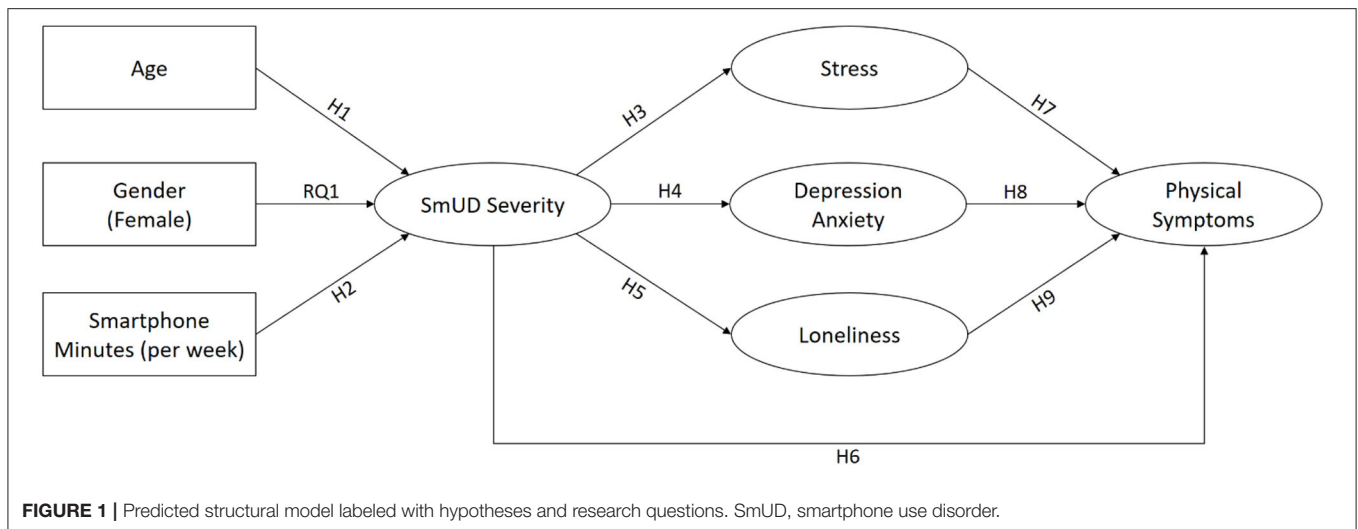 Age
H1
Gender
(Female)
RQ1
Smartphone
Minutes (per week)
H2
SmUD Severity
H3
H4
H5
Stress
Depression
Anxiety
Loneliness
H7
H8
H9
Physical
Symptoms
H6
FIGURE 1 | Predicted structural model labeled with hypotheses and research questions. SmUD, smartphone use disorder.